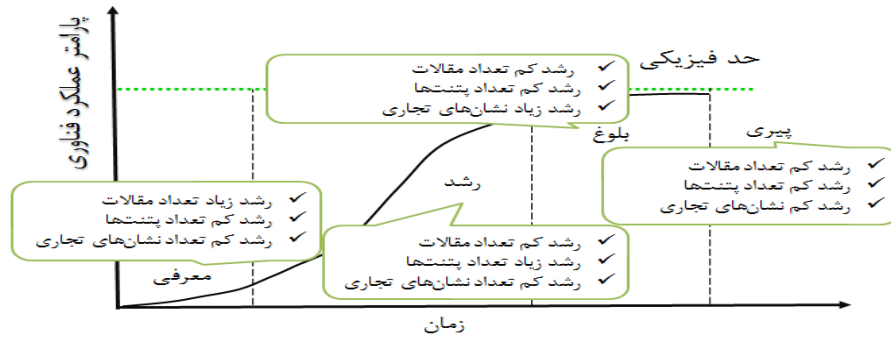 پارامتر عملکرد فناوری
حد فیزیکی
رشد کم تعداد مقالات
رشد کم تعداد پتنت‌ها
رشد زیاد نشان‌های تجاری
بلوغ
پیری
رشد کم تعداد مقالات
رشد کم تعداد پتنت‌ها
رشد کم نشان‌های تجاری
رشد
رشد زیاد تعداد مقالات
رشد کم تعداد پتنت‌ها
رشد کم تعداد نشان‌های تجاری
رشد کم تعداد مقالات
رشد زیاد تعداد پتنت‌ها
رشد کم تعداد نشان‌های تجاری
معرفی
زمان